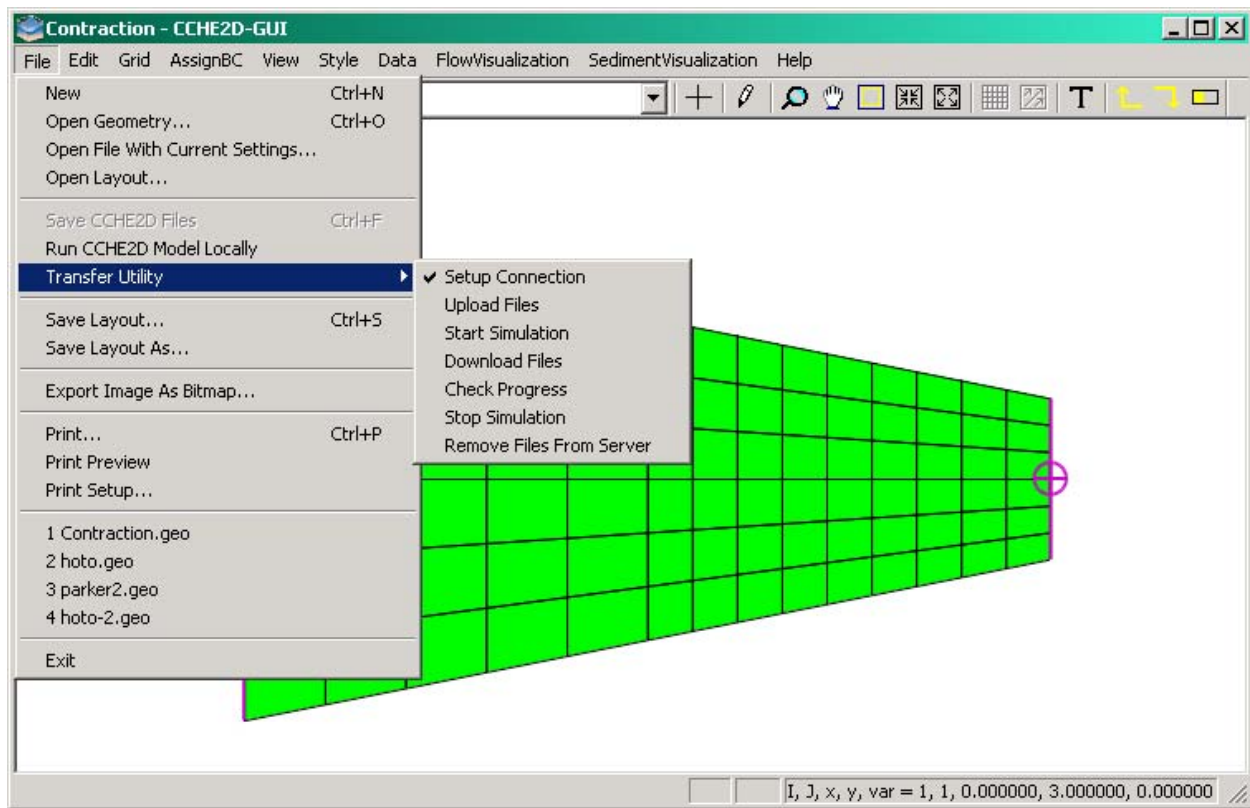 Contraction - CCHE2D-GUI
File Edit Grid AssignBC View Style Data FlowVisualization SedimentVisualization Help
New Ctrl+N
Open Geometry... Ctrl+O
Open File With Current Settings...
Open Layout...
Save CCHE2D Files Ctrl+F
Run CCHE2D Model Locally
Transfer Utility
Save Layout... Ctrl+S
Save Layout As...
Export Image As Bitmap...
Print... Ctrl+P
Print Preview
Print Setup...
1 Contraction.geo
2 hoto.geo
3 parker2.geo
4 hoto-2.geo
Exit
Setup Connection
Upload Files
Start Simulation
Download Files
Check Progress
Stop Simulation
Remove Files From Server
T
I, J, x, y, var = 1, 1, 0.000000, 3.000000, 0.000000